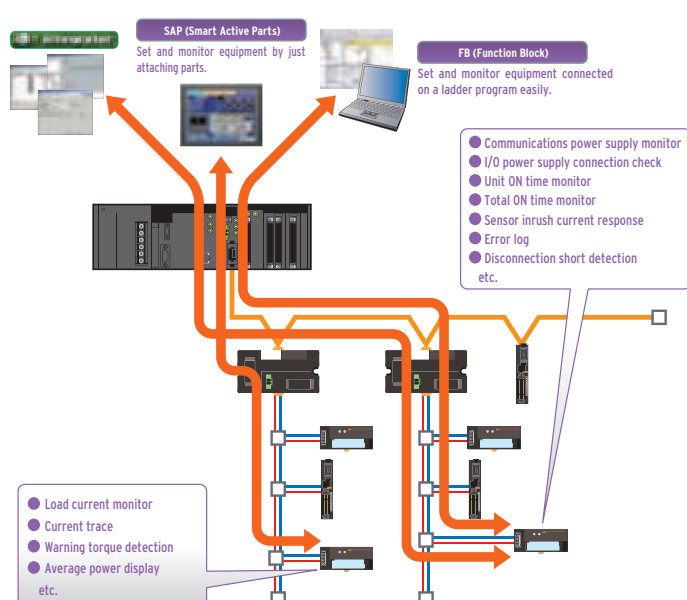 SAP (Smart Active Parts)
Set and monitor equipment by just
attaching parts.
FB (Function Block)
Set and monitor equipment connected
on a ladder program easily.
● Communications power supply monitor
● I/O power supply connection check
● Unit ON time monitor
● Total ON time monitor
● Sensor inrush current response
● Error log
● Disconnection short detection
etc.
● Load current monitor
● Current trace
● Warning torque detection
● Average power display
etc.